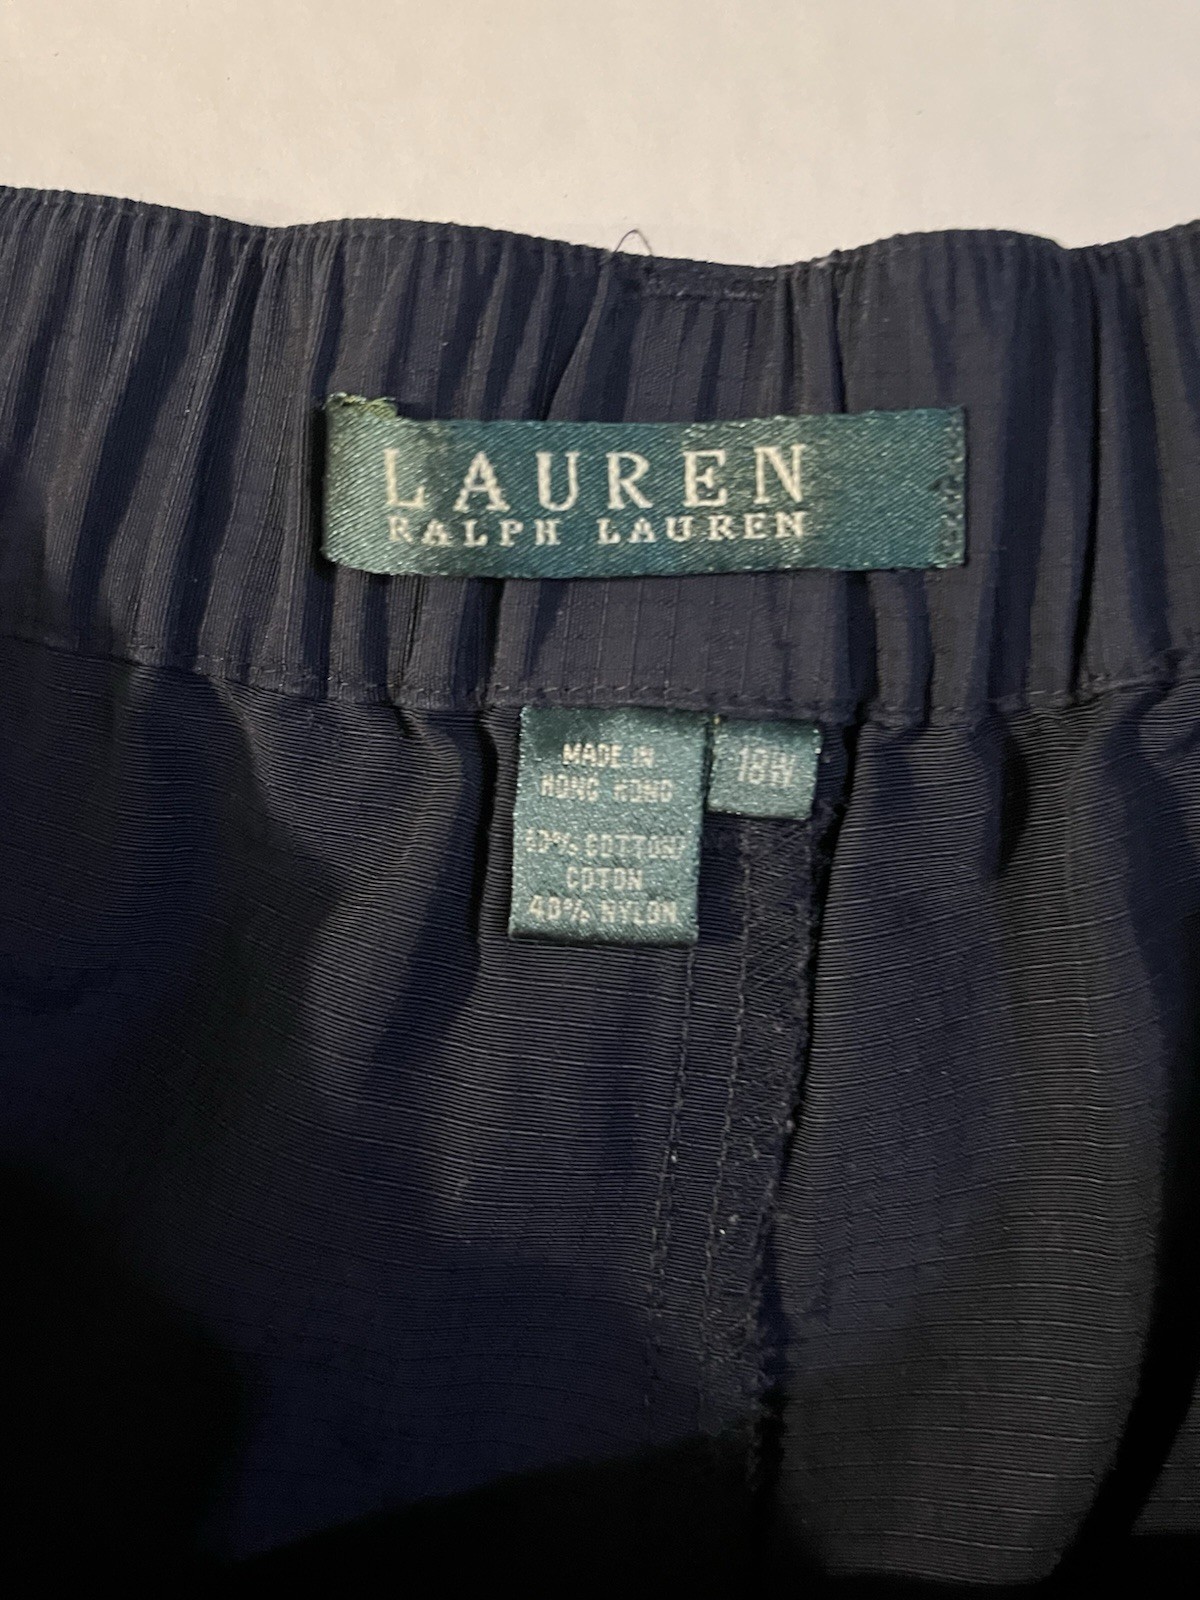 LAUREN
RALPH LAUREN
MADE IN
HONG KONG
18W
COTTON/
COTON
40% NYLON